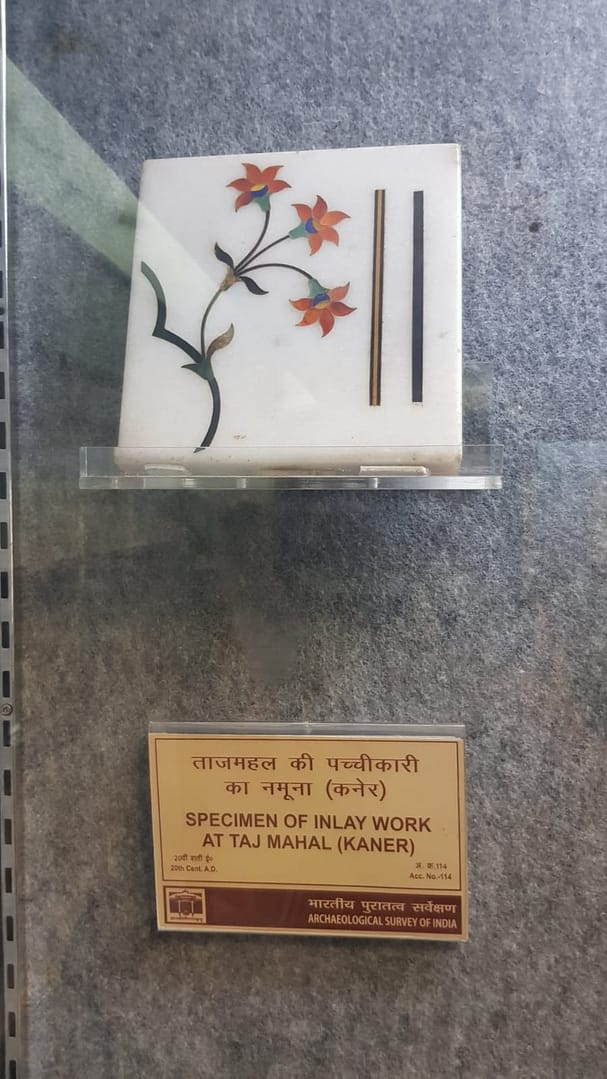 ताजमहल की पच्चीकारी
का नमूना (कनेर)
SPECIMEN OF INLAY WORK
AT TAJ MAHAL (KANER)
20वीं शती ई०
20th Cent. A.D.
अ. क्र.114
Acc. No.-114
भारतीय पुरातत्व सर्वेक्षण
ARCHAEOLOGICAL SURVEY OF INDIA